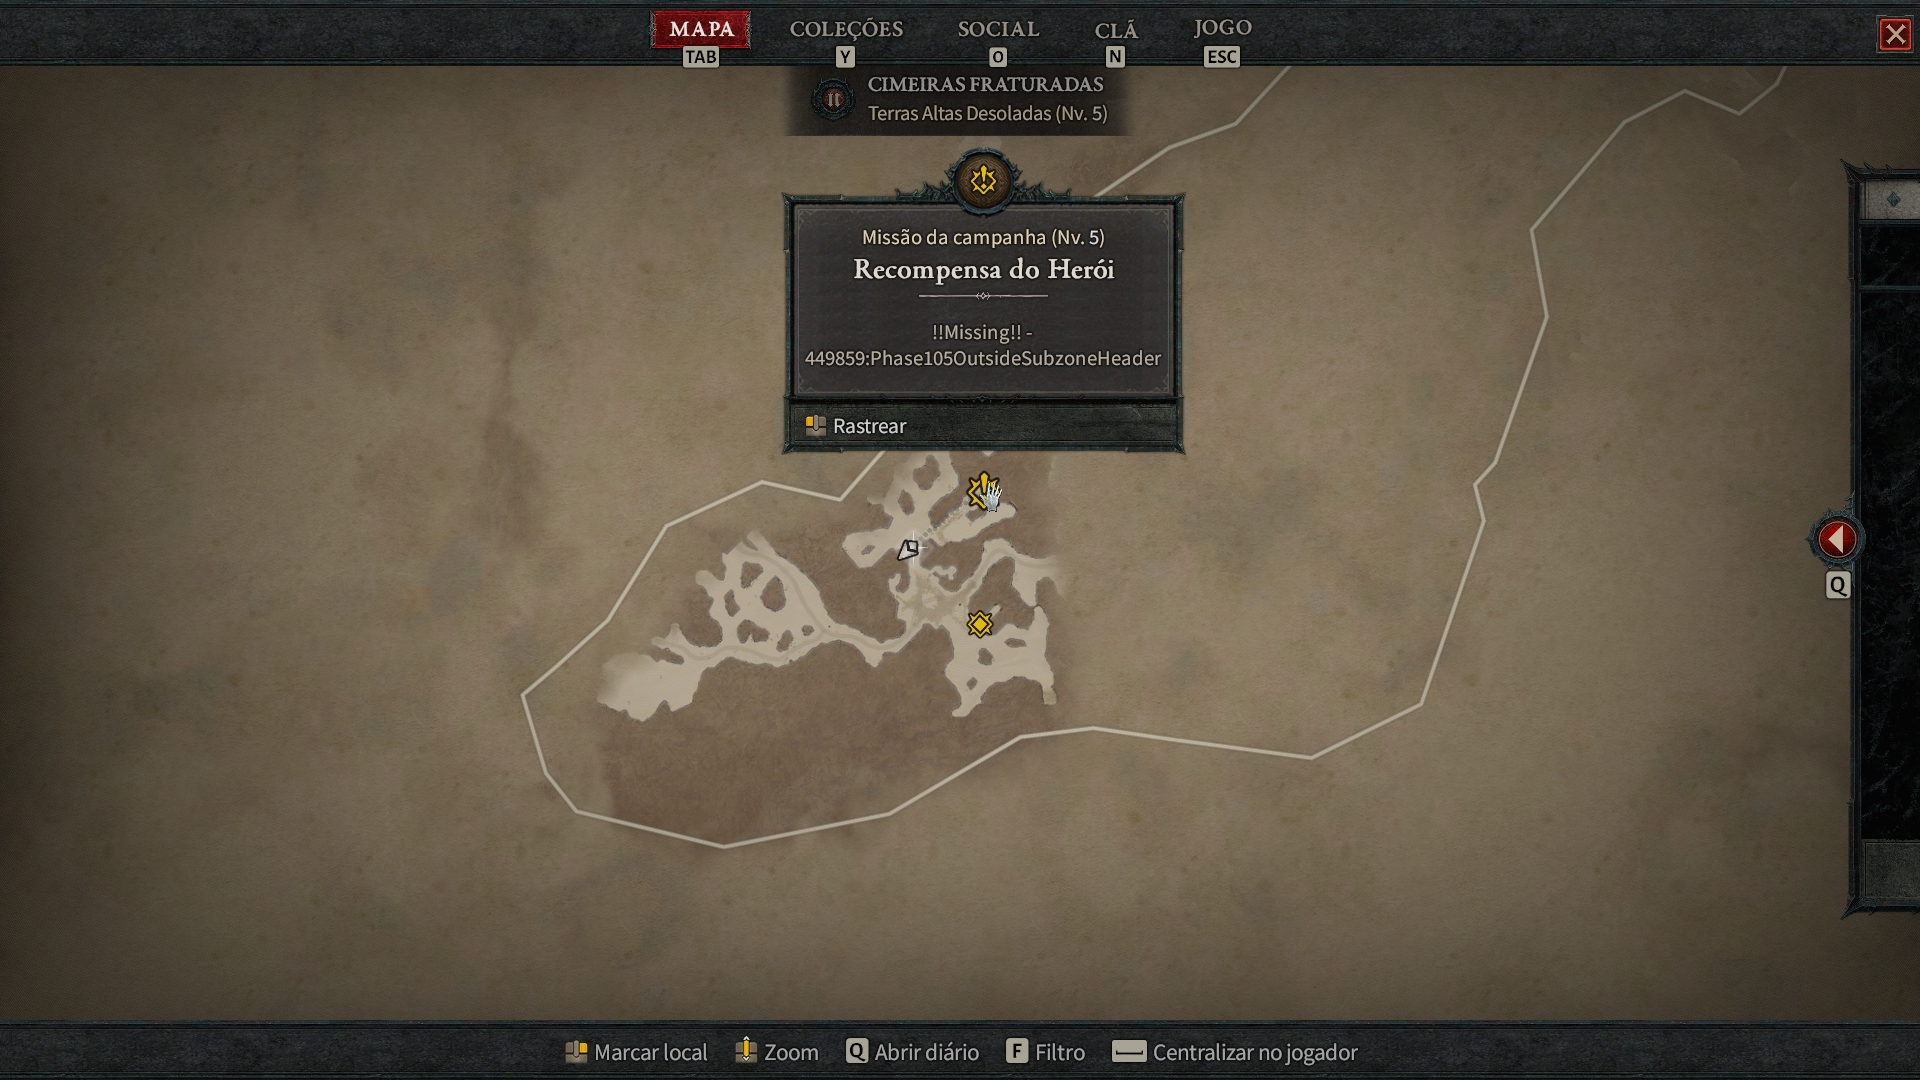 MAPA
COLEÇÕES
SOCIAL
CLÃ
JOGO
TAB
Y
O
N
ESC
II
CIMEIRAS FRATURADAS
Terras Altas Desoladas (Nv. 5)
Missão da campanha (Nv. 5)
Recompensa do Herói
!!Missing!! -
449859:Phase105OutsideSubzoneHeader
Rastrear
Q
Marcar local
Zoom
Q Abrir diário
F Filtro
Centralizar no jogador